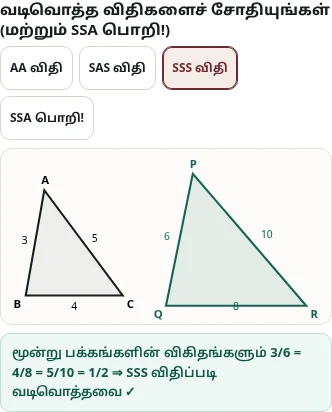 வடிவொத்த விதிகளைச் சோதியுங்கள்
(மற்றும் SSA பொறி!)
AA விதி
SAS விதி
SSS விதி
SSA பொறி!
A
3
5
B
4
C
P
6
10
Q
8
R
மூன்று பக்கங்களின் விகிதங்களும் 3/6 =
4/8 = 5/10 = 1/2 ⇒ SSS விதிப்படி
வடிவொத்தவை ✓